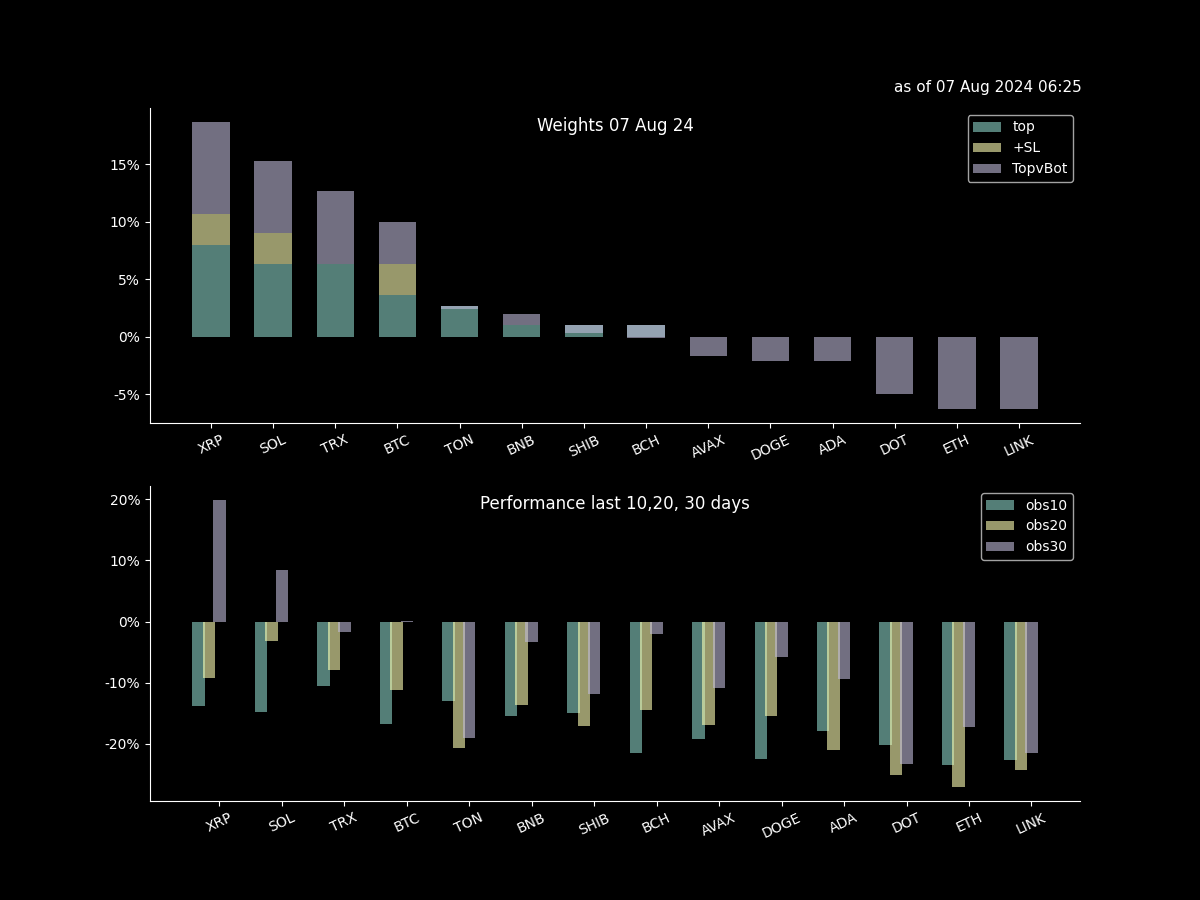 as of 07 Aug 2024 06:25
Weights 07 Aug 24
top
+SL
TopvBot
15%
10%
5%
0%
-5%
XRP SOL TRX BTC TON BNB SHIB BCH AVAX DOGE ADA DOT ETH LINK
Performance last 10,20, 30 days
obs10
obs20
obs30
20%
10%
0%
-10%
-20%
XRP SOL TRX BTC TON BNB SHIB BCH AVAX DOGE ADA DOT ETH LINK